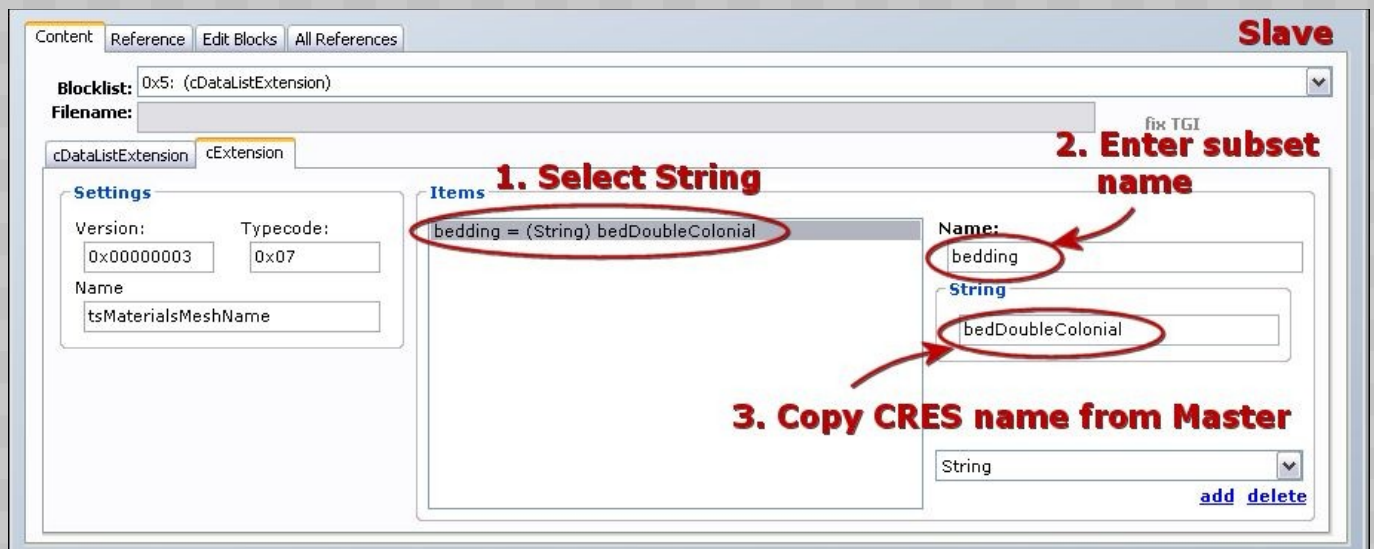 Content Reference Edit Blocks All References
Slave
Blocklist: 0x5: (cDataListExtension)
Filename:
fix TGI
cDataListExtension cExtension
2. Enter subset
name
1. Select String
Settings
Items
Version: Typecode:
0x00000003 0x07
Name
tsMaterialsMeshName
bedding = (String) bedDoubleColonial
Name:
bedding
String
bedDoubleColonial
3. Copy CRES name from Master
String
add delete